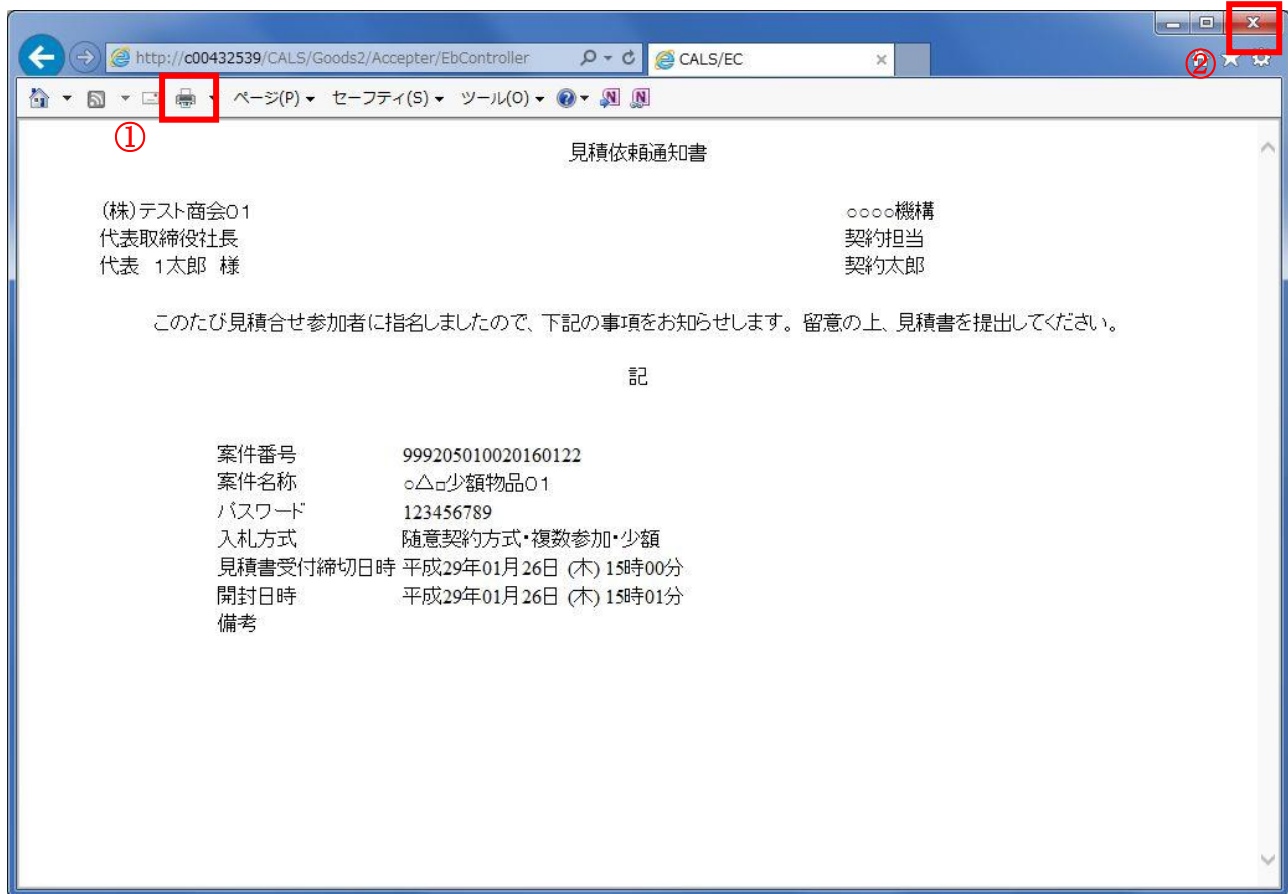 http://c00432539/CALS/Goods2/Accepter/EbController
CALS/EC
②
ページ(P) セーフティ(S) ツール(O)
①
見積依頼通知書
(株)テスト商会01
代表取締役社長
代表 1太郎 様
○○○○機構
契約担当
契約太郎
このたび見積合せ参加者に指名しましたので、下記の事項をお知らせします。留意の上、見積書を提出してください。
記
案件番号 999205010020160122
案件名称 ○△□少額物品01
パスワード 123456789
入札方式 随意契約方式・複数参加・少額
見積書受付締切日時 平成29年01月26日 (木) 15時00分
開封日時 平成29年01月26日 (木) 15時01分
備考